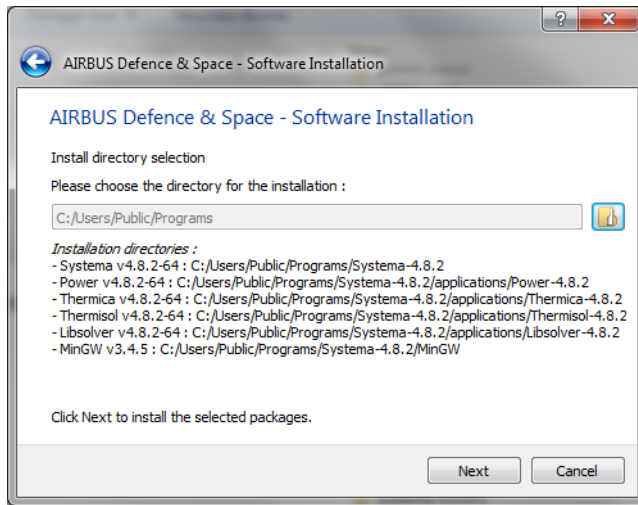 ?
x
AIRBUS Defence & Space - Software Installation
AIRBUS Defence & Space - Software Installation
Install directory selection
Please choose the directory for the installation :
C:/Users/Public/Programs
Installation directories :
- Systema v4.8.2-64 : C:/Users/Public/Programs/Systema-4.8.2
- Power v4.8.2-64 : C:/Users/Public/Programs/Systema-4.8.2/applications/Power-4.8.2
- Thermica v4.8.2-64 : C:/Users/Public/Programs/Systema-4.8.2/applications/Thermica-4.8.2
- Thermisol v4.8.2-64 : C:/Users/Public/Programs/Systema-4.8.2/applications/Thermisol-4.8.2
- Libsolver v4.8.2-64 : C:/Users/Public/Programs/Systema-4.8.2/applications/Libsolver-4.8.2
- MinGW v3.4.5 : C:/Users/Public/Programs/Systema-4.8.2/MinGW
Click Next to install the selected packages.
Next
Cancel